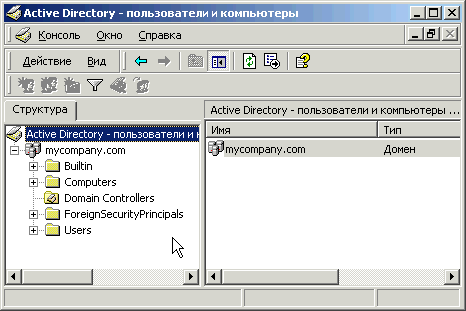 Active Directory - пользователи и компьютеры
Консоль Окно Справка
Действие Вид
Структура
Active Directory - пользователи и к
mycompany.com
Builtin
Computers
Domain Controllers
ForeignSecurityPrincipals
Users
Active Directory - пользователи и компьютеры ...
Имя Тип
mycompany.com Домен